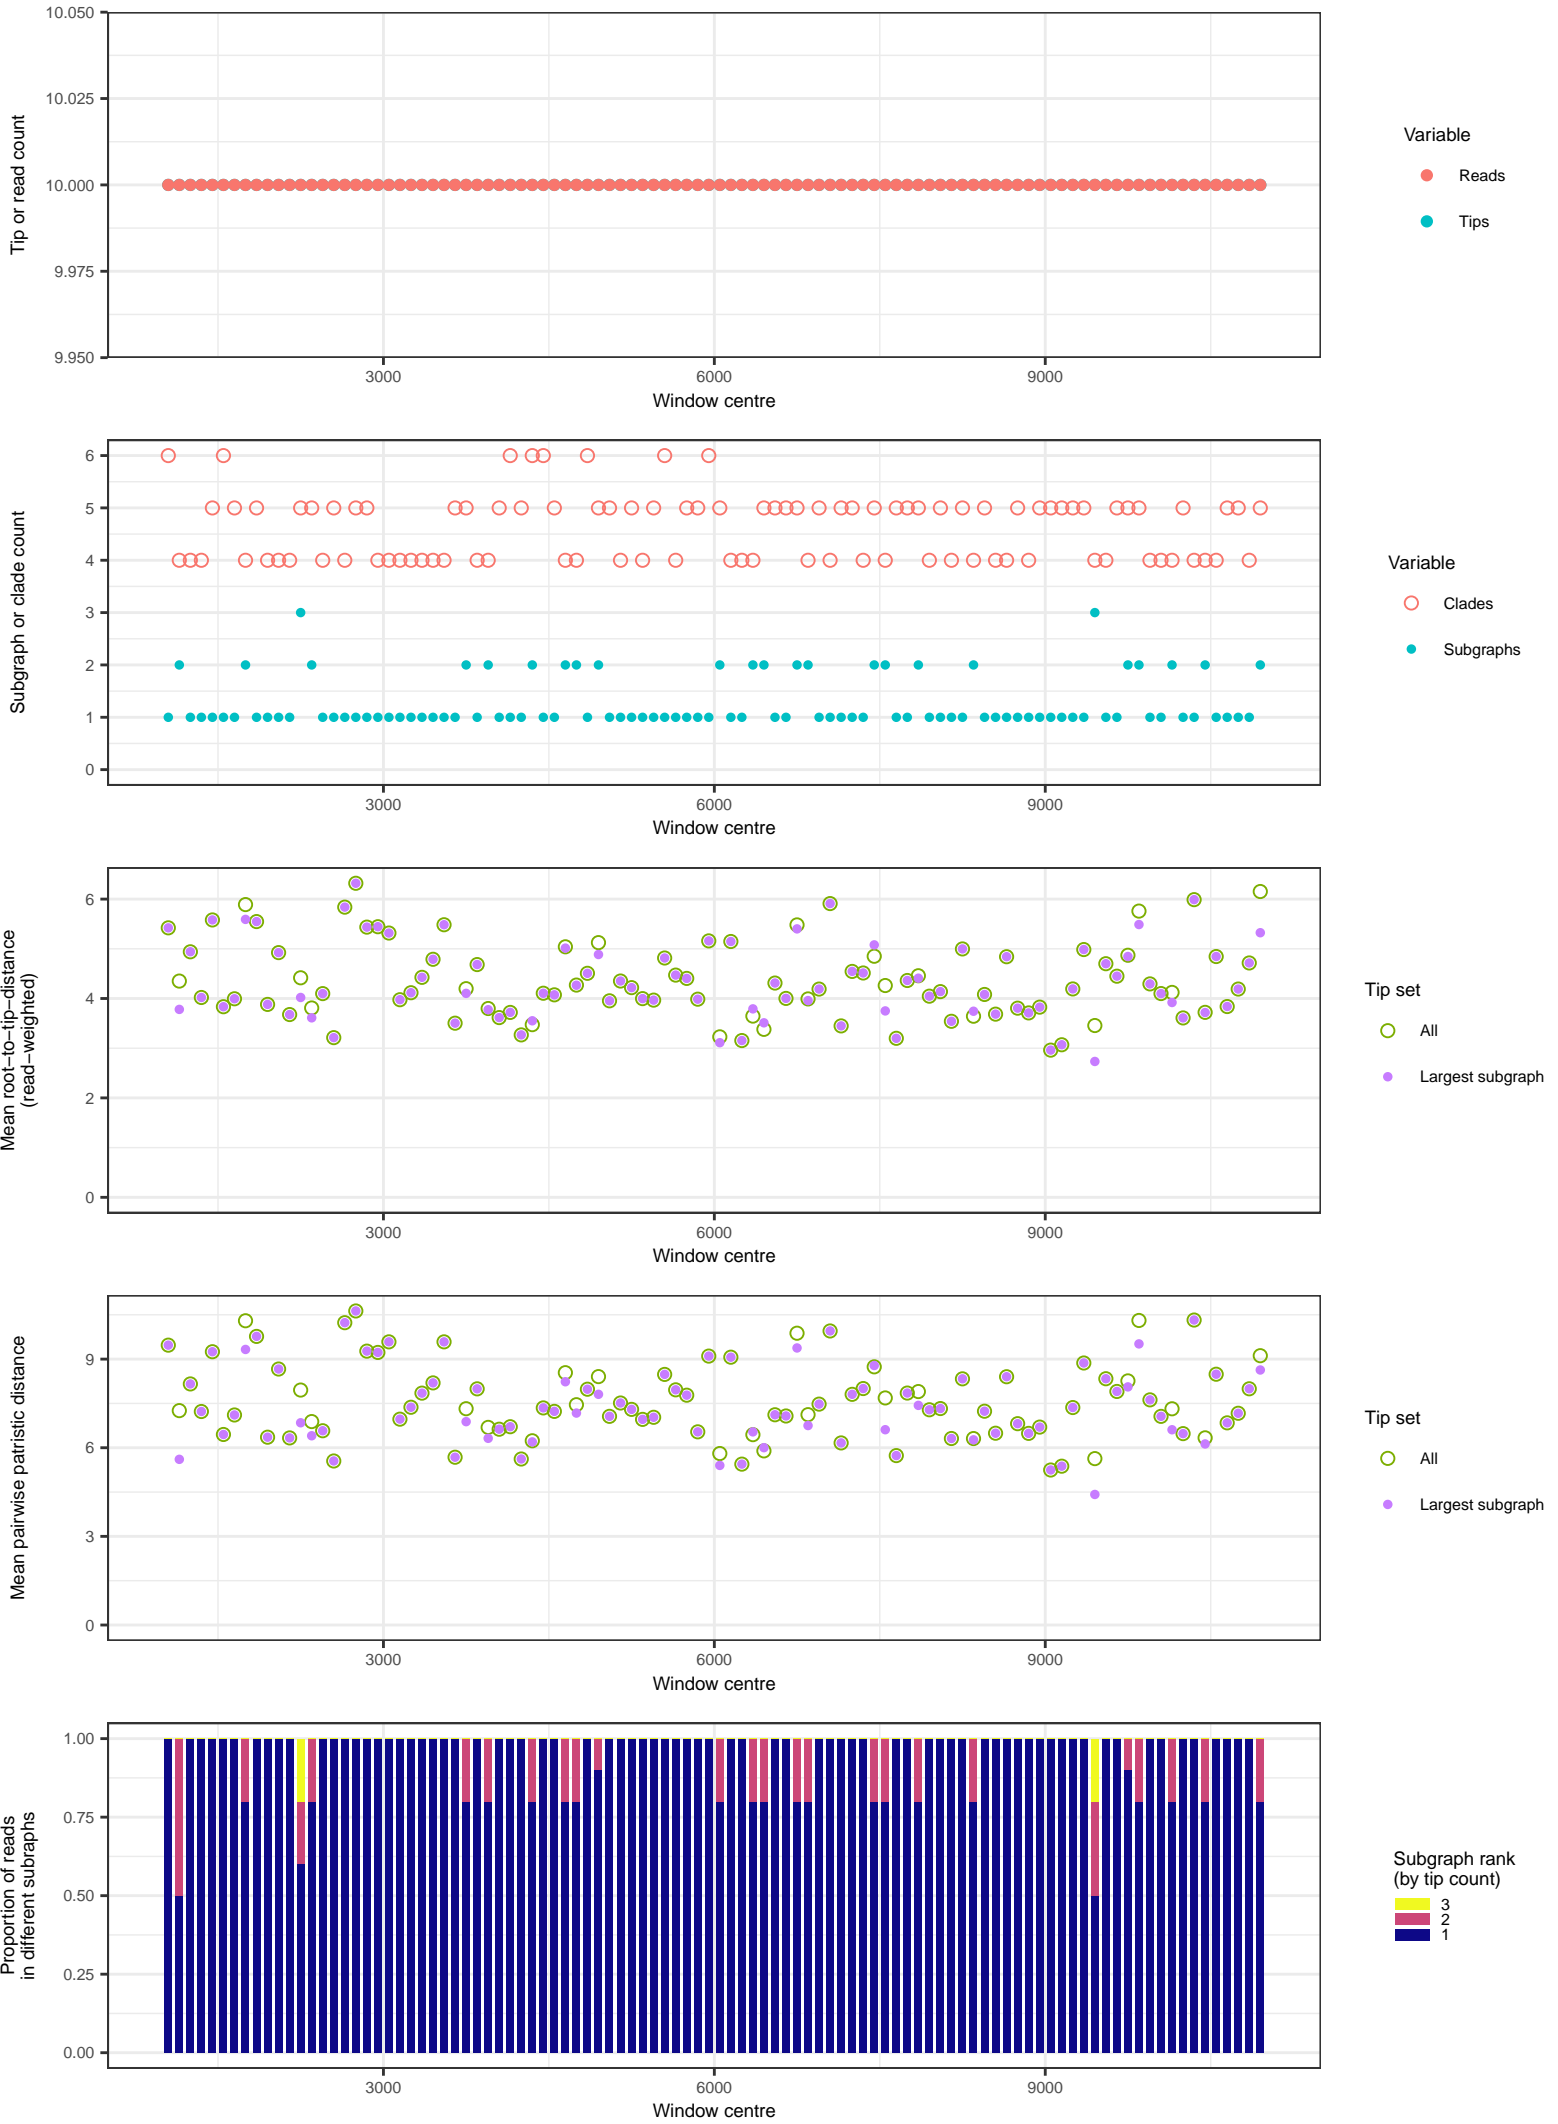 10.050
10.025
10.000
9.975
9.950
Tip or read count
3000
6000
9000
Window centre
Variable
Reads
Tips
6
5
4
3
2
1
0
Subgraph or clade count
3000
6000
9000
Window centre
Variable
Clades
Subgraphs
6
4
2
0
Mean root−to−tip−distance
(read−weighted)
3000
6000
9000
Window centre
Tip set
All
Largest subgraph
9
6
3
0
Mean pairwise patristic distance
3000
6000
9000
Window centre
Tip set
All
Largest subgraph
1.00
0.75
0.50
0.25
0.00
Proportion of reads
in different subraphs
3000
6000
9000
Window centre
Subgraph rank
(by tip count)
3
2
1